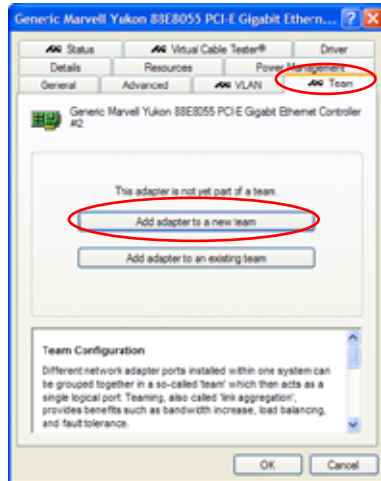 Generic Marvell Yukon 88E8055 PCI-E Gigabit Ethern...
Status
Virtual Cable Tester®
Driver
Details
Resources
Power Management
General
Advanced
VLAN
Team
Generic Marvell Yukon 88E8055 PCI-E Gigabit Ethernet Controller
#2
This adapter is not yet part of a team.
Add adapter to a new team
Add adapter to an existing team
Team Configuration
Different network adapter ports installed within one system can
be grouped together in a so-called 'team' which then acts as a
single logical port. Teaming, also called 'link aggregation',
provides benefits such as bandwidth increase, load balancing,
and fault tolerance.
OK
Cancel